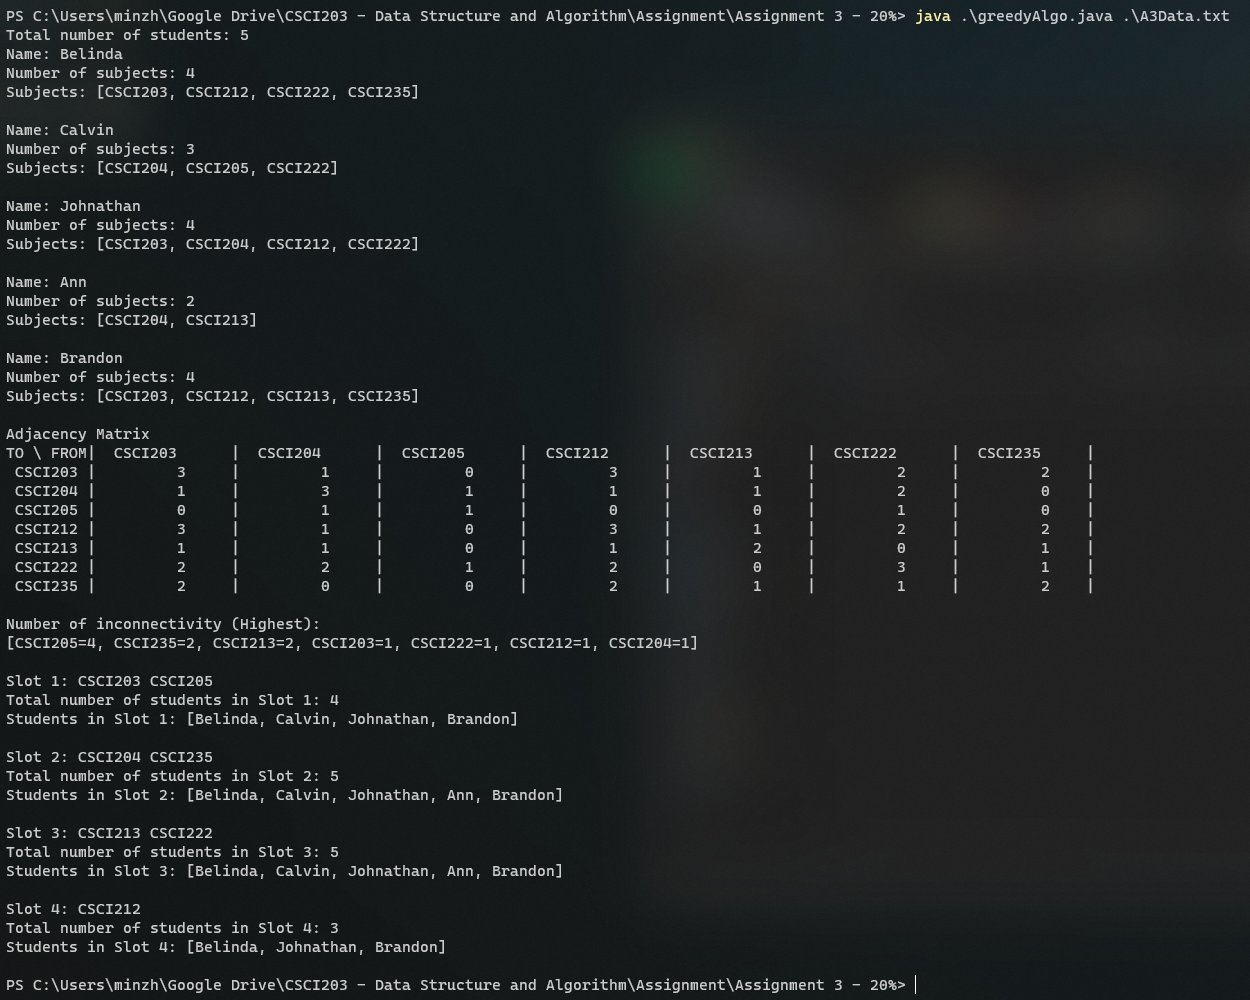 PS C:\Users\minzh\Google Drive\CSCI203 - Data Structure and Algorithm\Assignment\Assignment 3 - 20%> java .\greedyAlgo.java .\A3Data.txt
Total number of students: 5
Name: Belinda
Number of subjects: 4
Subjects: [CSCI203, CSCI212, CSCI222, CSCI235]
Name: Calvin
Number of subjects: 3
Subjects: [CSCI204, CSCI205, CSCI222]
Name: Johnathan
Number of subjects: 4
Subjects: [CSCI203, CSCI204, CSCI212, CSCI222]
Name: Ann
Number of subjects: 2
Subjects: [CSCI204, CSCI213]
Name: Brandon
Number of subjects: 4
Subjects: [CSCI203, CSCI212, CSCI213, CSCI235]
Adjacency Matrix
TO \ FROM| CSCI203 | CSCI204 | CSCI205 | CSCI212 | CSCI213 | CSCI222 | CSCI235 |
CSCI203 | 3 | 1 | 0 | 3 | 1 | 2 | 2 |
CSCI204 | 1 | 3 | 1 | 1 | 1 | 2 | 0 |
CSCI205 | 0 | 1 | 1 | 0 | 0 | 1 | 0 |
CSCI212 | 3 | 1 | 0 | 3 | 1 | 2 | 2 |
CSCI213 | 1 | 1 | 0 | 1 | 2 | 0 | 1 |
CSCI222 | 2 | 2 | 1 | 2 | 0 | 3 | 1 |
CSCI235 | 2 | 0 | 0 | 2 | 1 | 1 | 2 |
Number of inconnectivity (Highest):
[CSCI205=4, CSCI235=2, CSCI213=2, CSCI203=1, CSCI222=1, CSCI212=1, CSCI204=1]
Slot 1: CSCI203 CSCI205
Total number of students in Slot 1: 4
Students in Slot 1: [Belinda, Calvin, Johnathan, Brandon]
Slot 2: CSCI204 CSCI235
Total number of students in Slot 2: 5
Students in Slot 2: [Belinda, Calvin, Johnathan, Ann, Brandon]
Slot 3: CSCI213 CSCI222
Total number of students in Slot 3: 5
Students in Slot 3: [Belinda, Calvin, Johnathan, Ann, Brandon]
Slot 4: CSCI212
Total number of students in Slot 4: 3
Students in Slot 4: [Belinda, Johnathan, Brandon]
PS C:\Users\minzh\Google Drive\CSCI203 - Data Structure and Algorithm\Assignment\Assignment 3 - 20%>